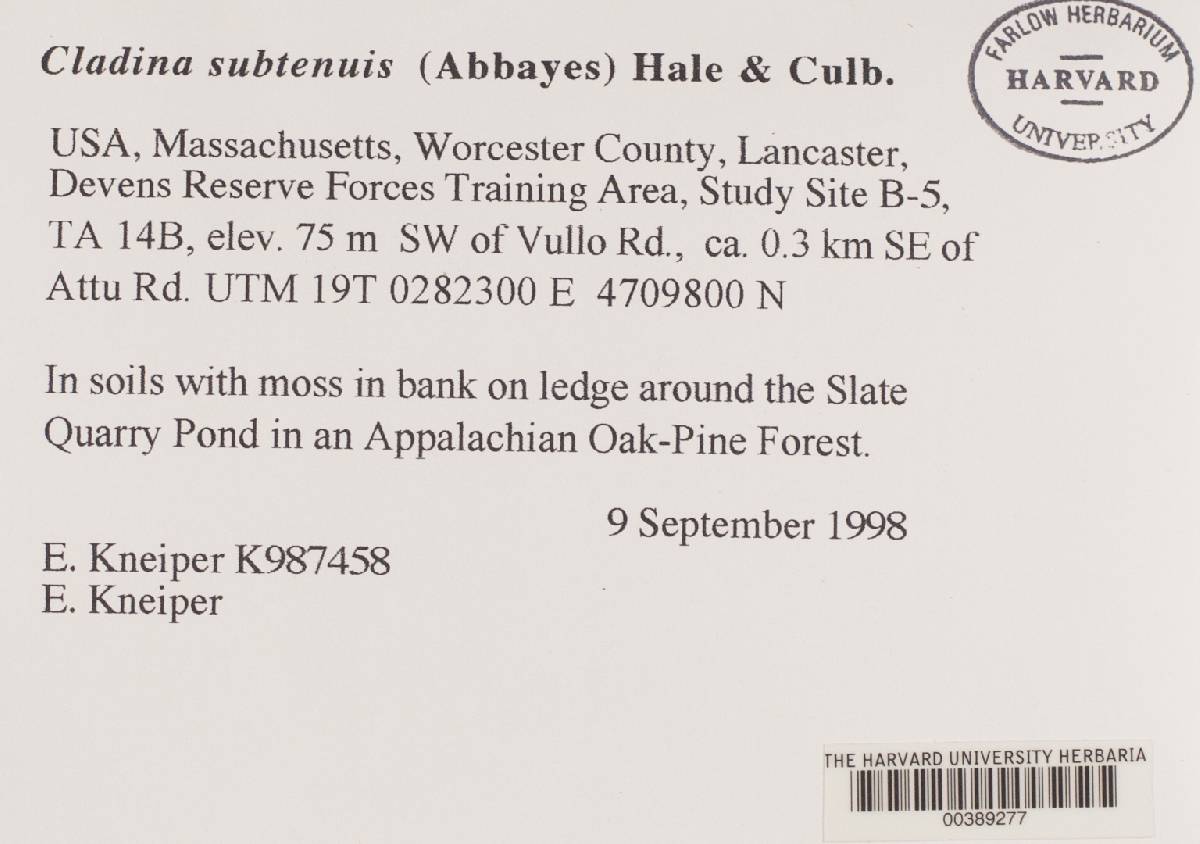 Cladina subtenuis (Abbayes) Hale & Culb.
FARLOW HERBARIUM
HARVARD
UNIVERSITY
USA, Massachusetts, Worcester County, Lancaster,
Devens Reserve Forces Training Area, Study Site B-5,
TA 14B, elev. 75 m SW of Vullo Rd., ca. 0.3 km SE of
Attu Rd. UTM 19T 0282300 E 4709800 N
In soils with moss in bank on ledge around the Slate
Quarry Pond in an Appalachian Oak-Pine Forest.
9 September 1998
E. Kneiper K987458
E. Kneiper
THE HARVARD UNIVERSITY HERBARIA
00389277